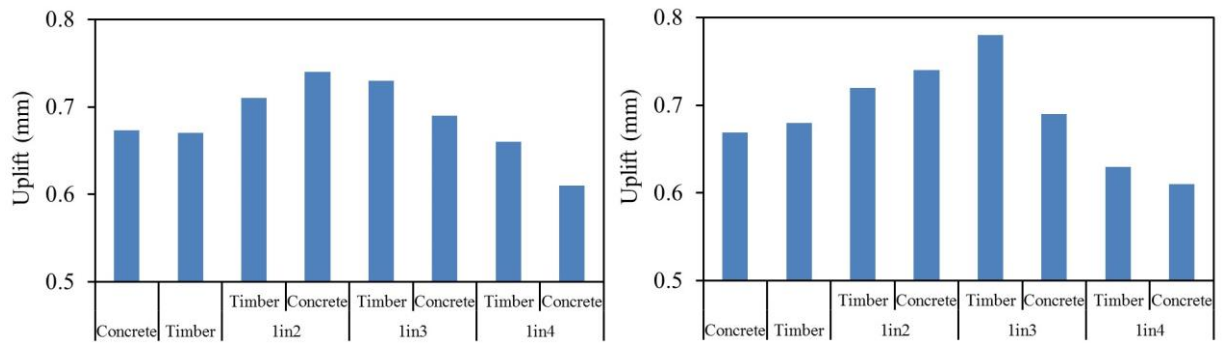 0.8
0.7
0.6
0.5
Uplift (mm)
Timber Concrete Timber Concrete Timber Concrete
Concrete Timber 1in2 1in3 1in4
0.8
0.7
0.6
0.5
Uplift (mm)
Timber Concrete Timber Concrete Timber Concrete
Concrete Timber 1in2 1in3 1in4